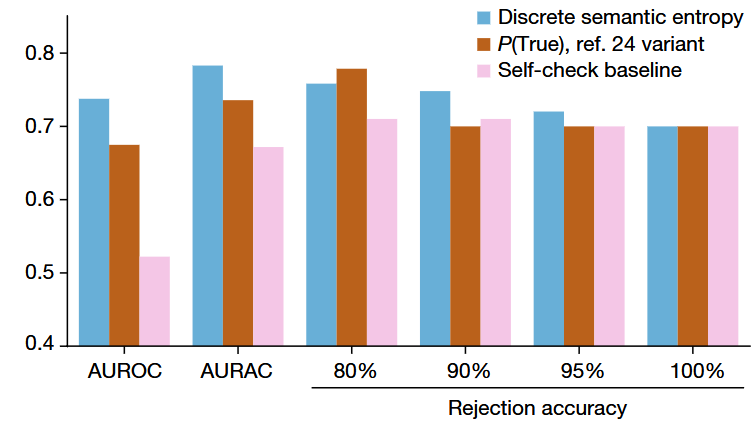 Discrete semantic entropy
P(True), ref. 24 variant
Self-check baseline
0.8
0.7
0.6
0.5
0.4
AUROC AURAC 80% 90% 95% 100%
Rejection accuracy